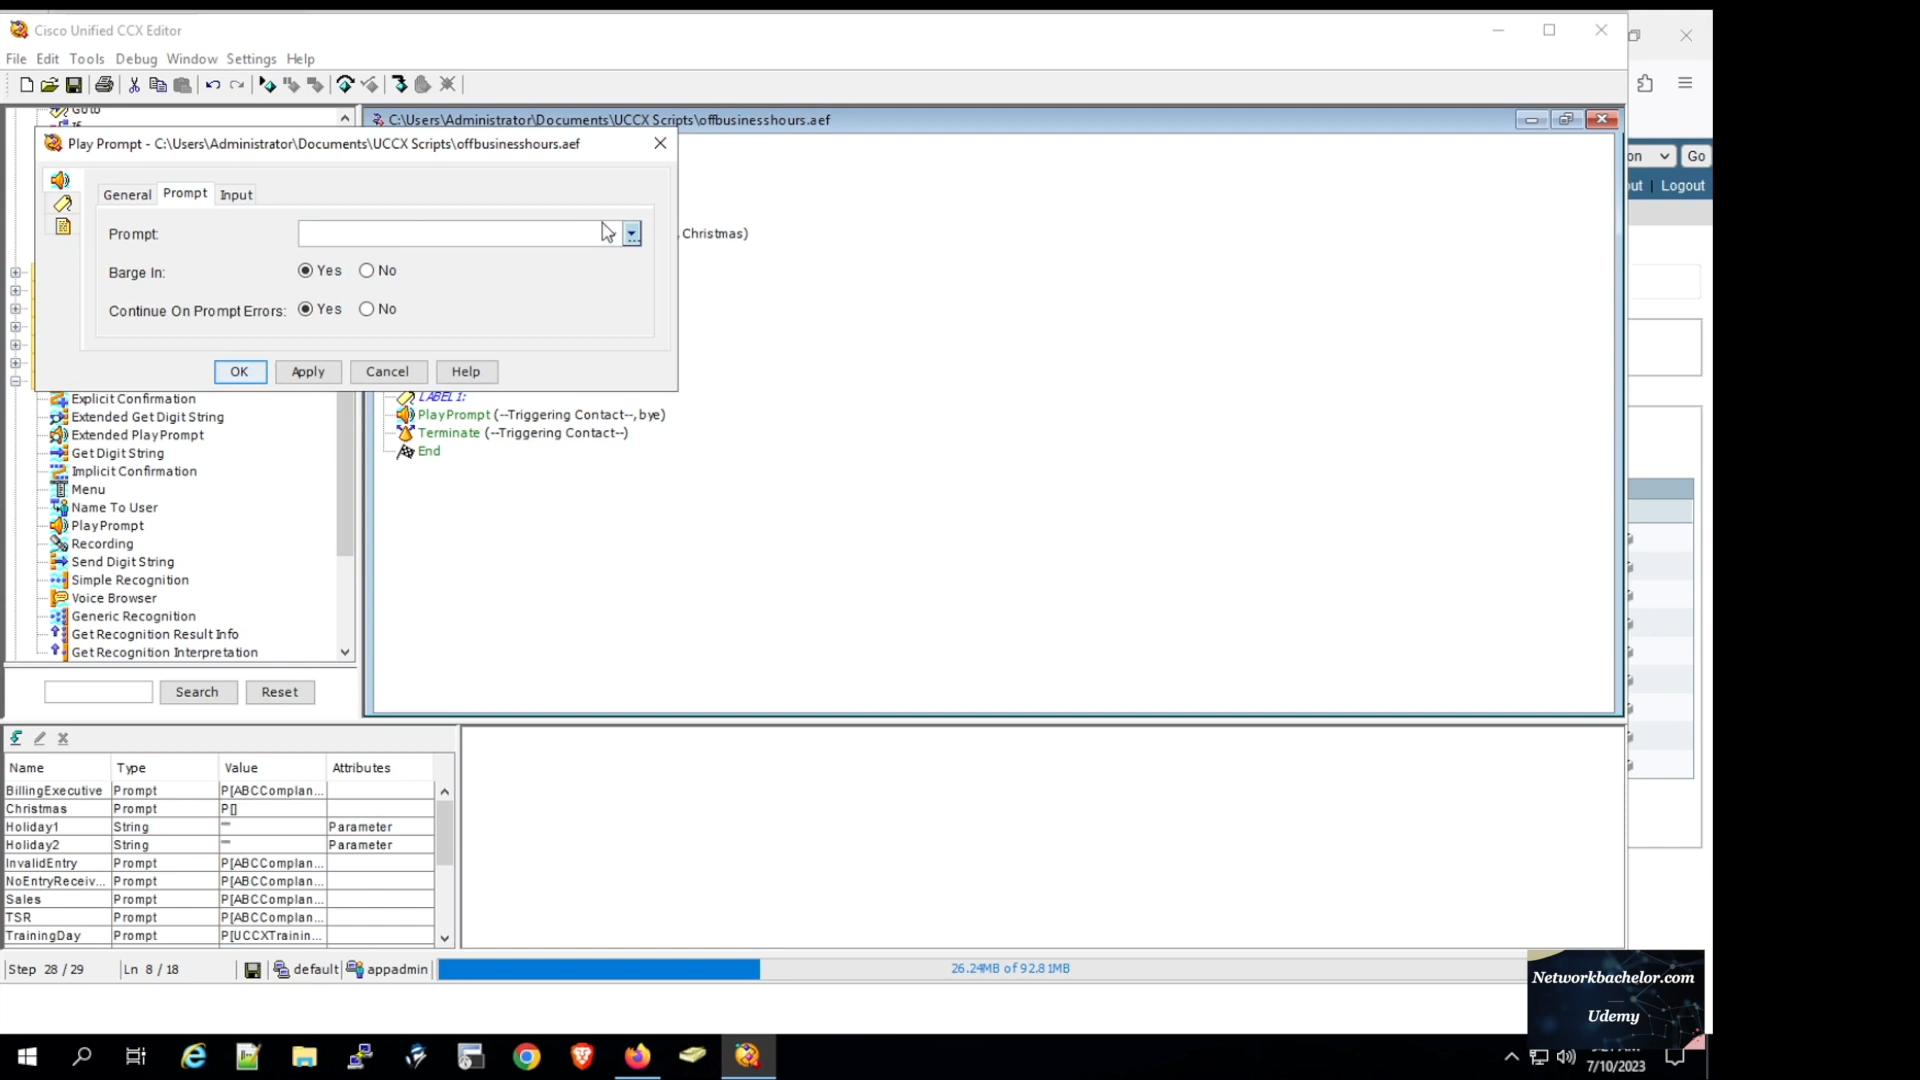 Cisco Unified CCX Editor
File Edit Tools Debug Window Settings Help
C:\Users\Administrator\Documents\UCCX Scripts\offbusinesshours.aef
on Go
Logout
Play Prompt - C:\Users\Administrator\Documents\UCCX Scripts\offbusinesshours.aef
General Prompt Input
Prompt:
, Christmas)
Barge In: Yes No
Continue On Prompt Errors: Yes No
OK Apply Cancel Help
Explicit Confirmation
Extended Get Digit String
Extended Play Prompt
Get Digit String
Implicit Confirmation
Menu
Name To User
Play Prompt
Recording
Send Digit String
Simple Recognition
Voice Browser
Generic Recognition
Get Recognition Result Info
Get Recognition Interpretation
LABEL1:
Play Prompt (--Triggering Contact--, bye)
Terminate (--Triggering Contact--)
End
Search Reset
Name Type Value Attributes
BillingExecutive Prompt P[ABCComplan...
Christmas Prompt P[]
Holiday1 String "" Parameter
Holiday2 String "" Parameter
InvalidEntry Prompt P[ABCComplan...
NoEntryReceiv... Prompt P[ABCComplan...
Sales Prompt P[ABCComplan...
TSR Prompt P[ABCComplan...
TrainingDay Prompt P[UCCXTrainin...
Step 28 / 29 Ln 8 / 18 default appadmin 26.24MB of 92.81MB
Networkbachelor.com
Udemy
7/10/2023